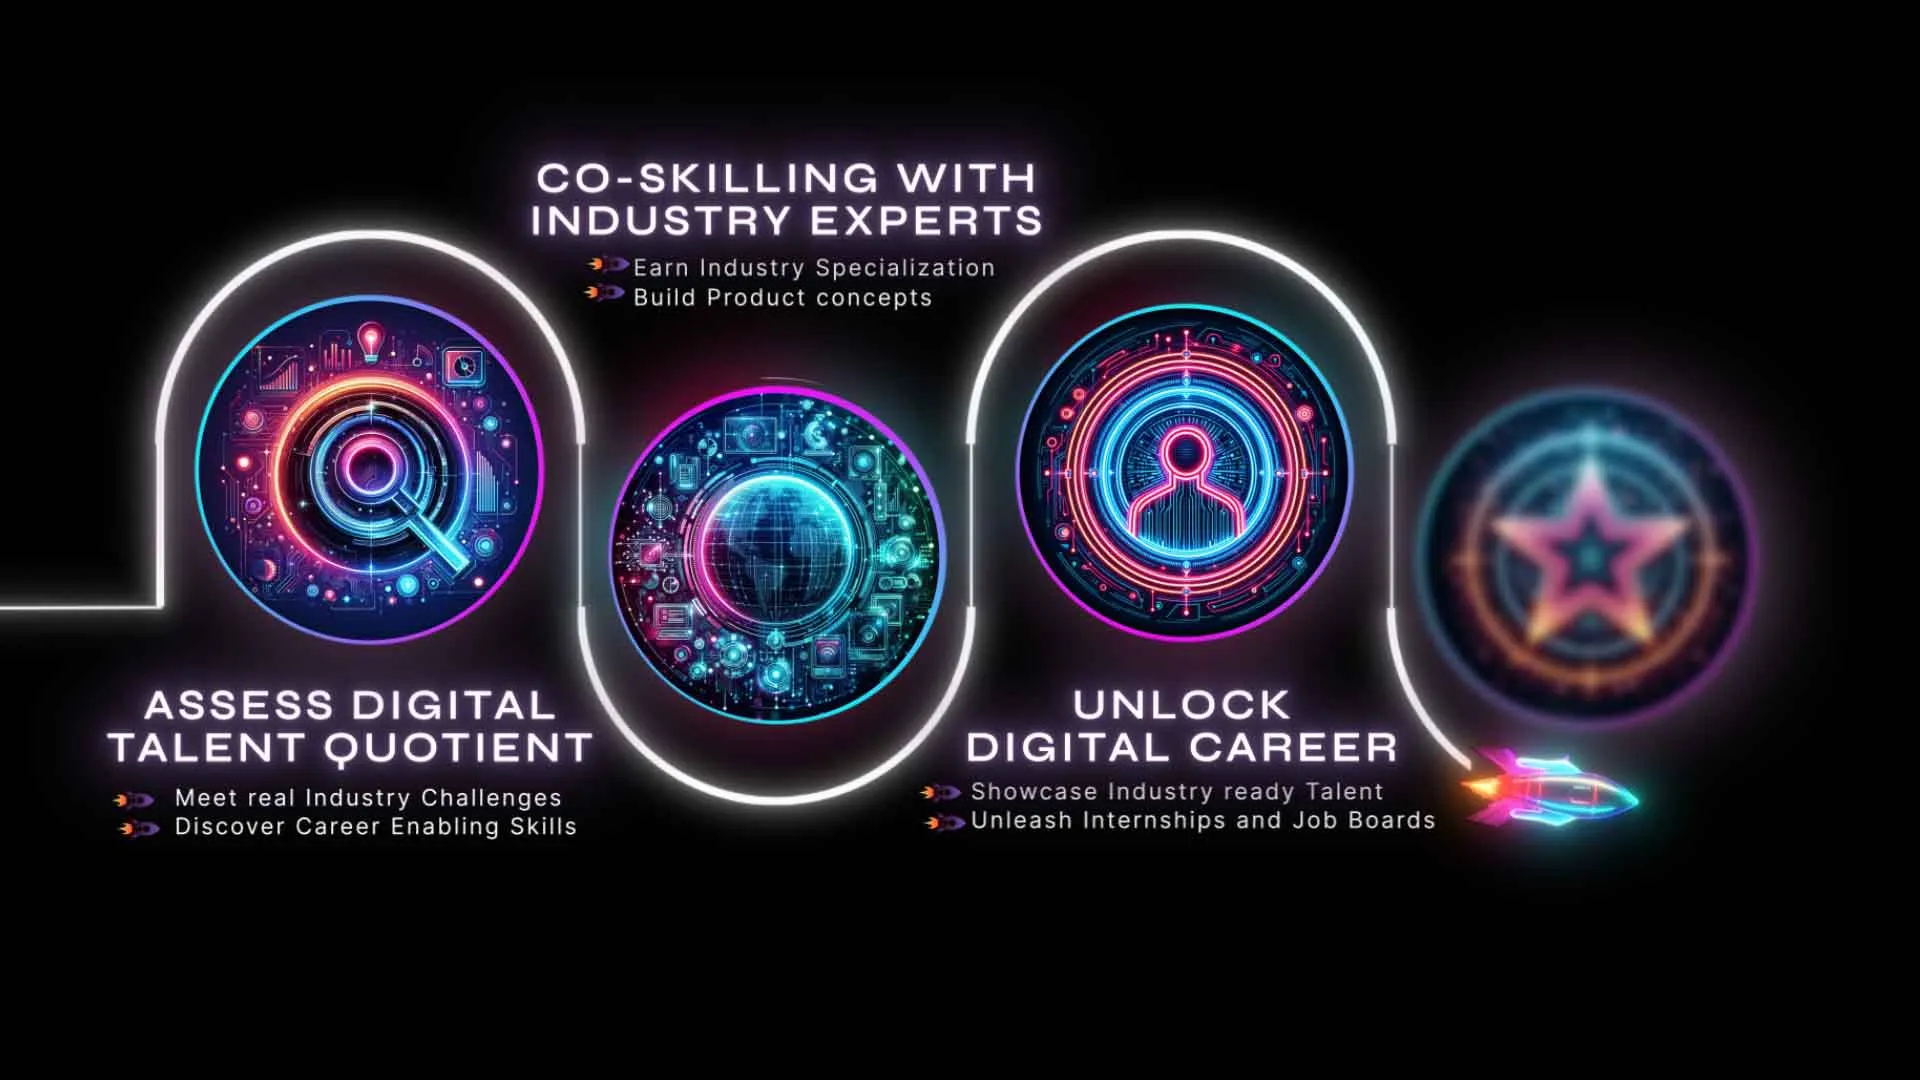 CO-SKILLING WITH
INDUSTRY EXPERTS
Earn Industry Specialization
Build Product concepts
ASSESS DIGITAL
TALENT QUOTIENT
Meet real Industry Challenges
Discover Career Enabling Skills
UNLOCK
DIGITAL CAREER
Showcase Industry ready Talent
Unleash Internships and Job Boards